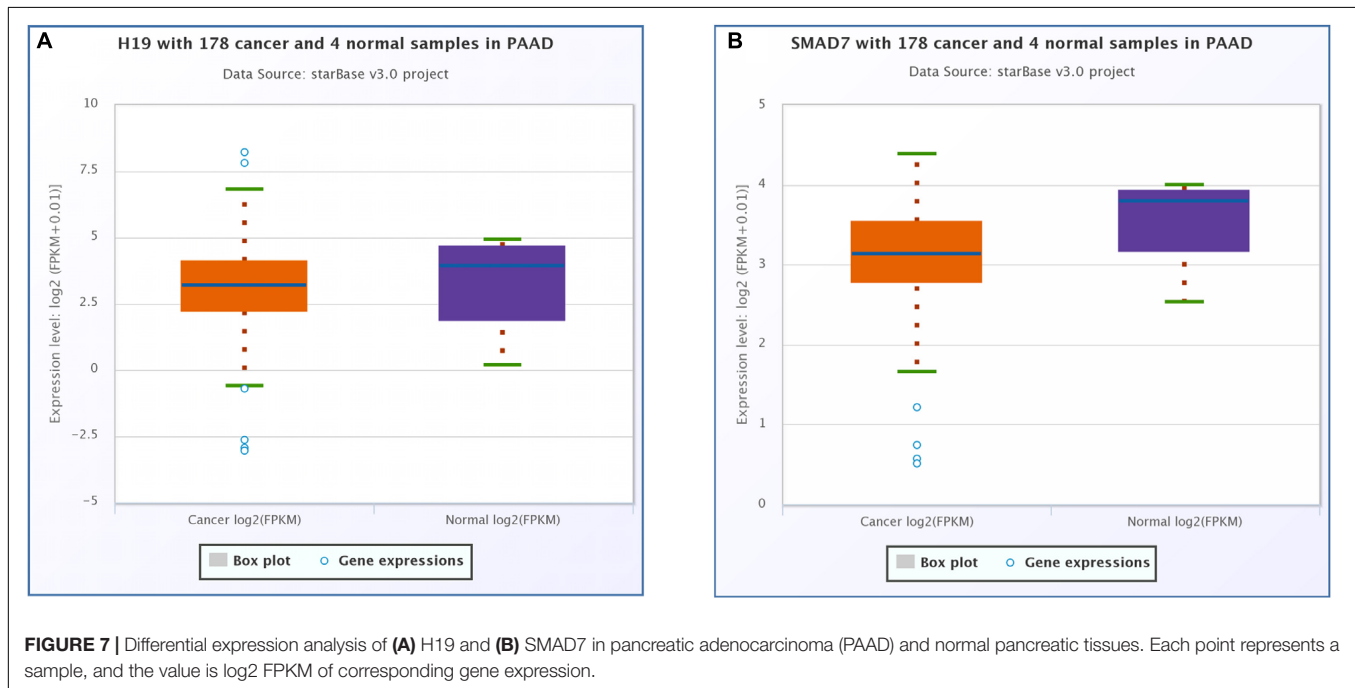 A
H19 with 178 cancer and 4 normal samples in PAAD
Data Source: starBase v3.0 project
Expression level: log2 (FPKM+0.01)]
10
7.5
5
2.5
0
−2.5
−5
Cancer log2(FPKM)
Normal log2(FPKM)
Box plot
Gene expressions
B
SMAD7 with 178 cancer and 4 normal samples in PAAD
Data Source: starBase v3.0 project
Expression level: log2 (FPKM+0.01)]
5
4
3
2
1
0
Cancer log2(FPKM)
Normal log2(FPKM)
Box plot
Gene expressions
FIGURE 7 | Differential expression analysis of (A) H19 and (B) SMAD7 in pancreatic adenocarcinoma (PAAD) and normal pancreatic tissues. Each point represents a
sample, and the value is log2 FPKM of corresponding gene expression.